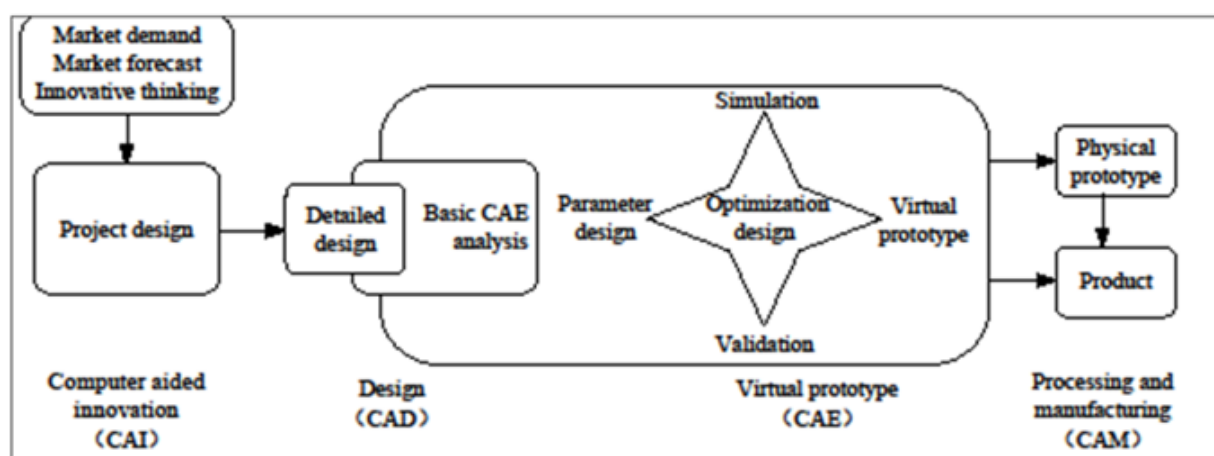 Market demand
Market forecast
Innovative thinking
Project design
Detailed
design
Basic CAE
analysis
Simulation
Parameter
design
Optimization
design
Virtual
prototype
Validation
Physical
prototype
Product
Computer aided
innovation
（CAI）
Design
（CAD）
Virtual prototype
（CAE）
Processing and
manufacturing
（CAM）